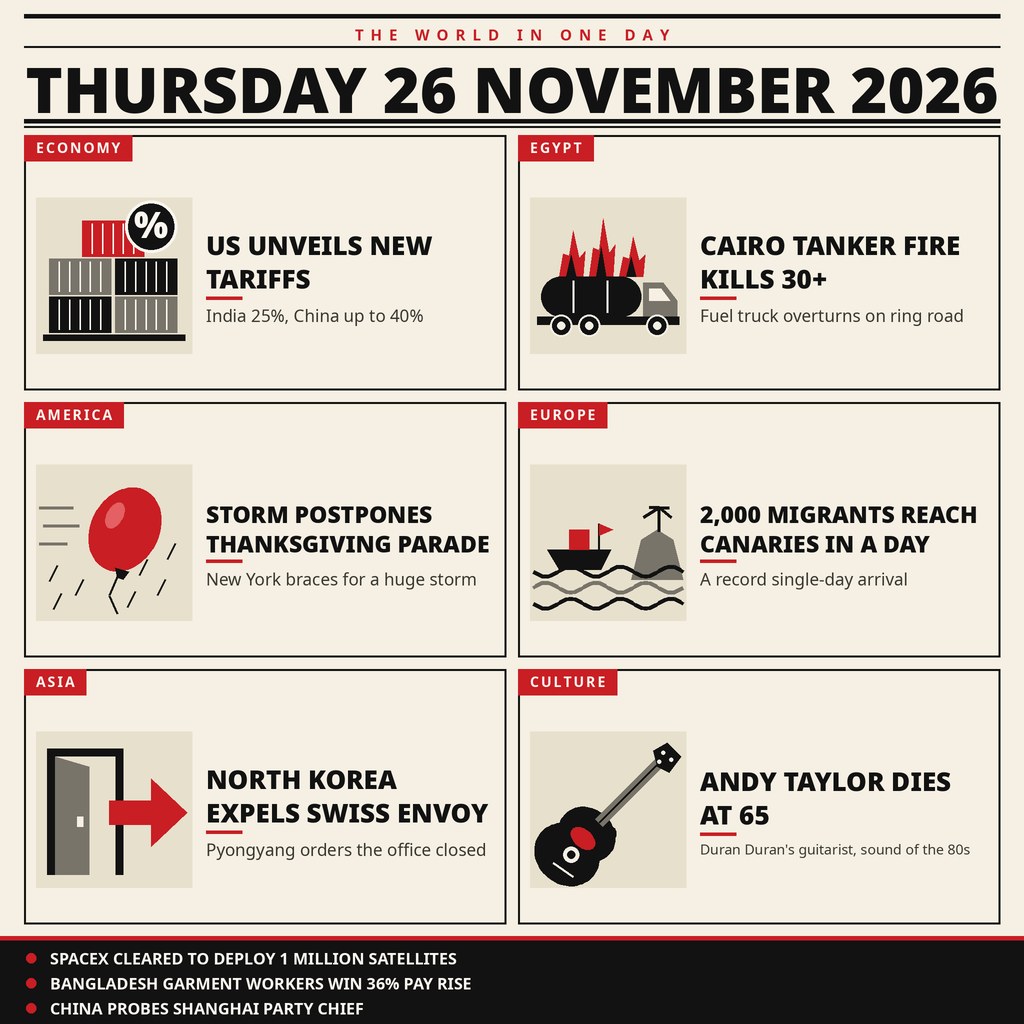 THE WORLD IN ONE DAY
THURSDAY 26 NOVEMBER 2026
ECONOMY
%
US UNVEILS NEW
TARIFFS
India 25%, China up to 40%
EGYPT
CAIRO TANKER FIRE
KILLS 30+
Fuel truck overturns on ring road
AMERICA
STORM POSTPONES
THANKSGIVING PARADE
New York braces for a huge storm
EUROPE
2,000 MIGRANTS REACH
CANARIES IN A DAY
A record single-day arrival
ASIA
NORTH KOREA
EXPELS SWISS ENVOY
Pyongyang orders the office closed
CULTURE
ANDY TAYLOR DIES
AT 65
Duran Duran's guitarist, sound of the 80s
SPACEX CLEARED TO DEPLOY 1 MILLION SATELLITES
BANGLADESH GARMENT WORKERS WIN 36% PAY RISE
CHINA PROBES SHANGHAI PARTY CHIEF